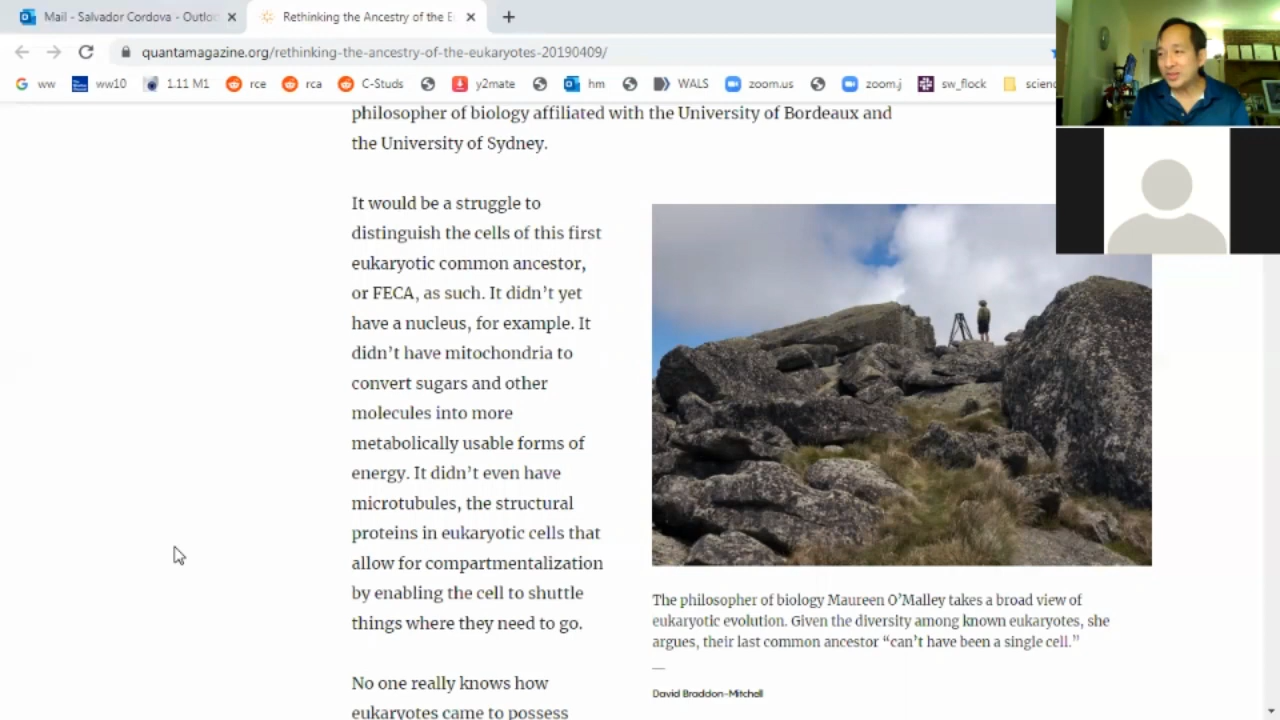 Mail - Salvador Cordova - Outlo
Rethinking the Ancestry of the E
quantamagazine.org/rethinking-the-ancestry-of-the-eukaryotes-20190409/
ww
ww10
1.11 M1
rce
rca
C-Studs
y2mate
hm
WALS
zoom.us
zoom.j
sw_flock
scienc
philosopher of biology affiliated with the University of Bordeaux and
the University of Sydney.
It would be a struggle to
distinguish the cells of this first
eukaryotic common ancestor,
or FECA, as such. It didn’t yet
have a nucleus, for example. It
didn’t have mitochondria to
convert sugars and other
molecules into more
metabolically usable forms of
energy. It didn’t even have
microtubules, the structural
proteins in eukaryotic cells that
allow for compartmentalization
by enabling the cell to shuttle
things where they need to go.
No one really knows how
eukaryotes came to possess
The philosopher of biology Maureen O’Malley takes a broad view of
eukaryotic evolution. Given the diversity among known eukaryotes, she
argues, their last common ancestor “can’t have been a single cell.”
David Braddon-Mitchell